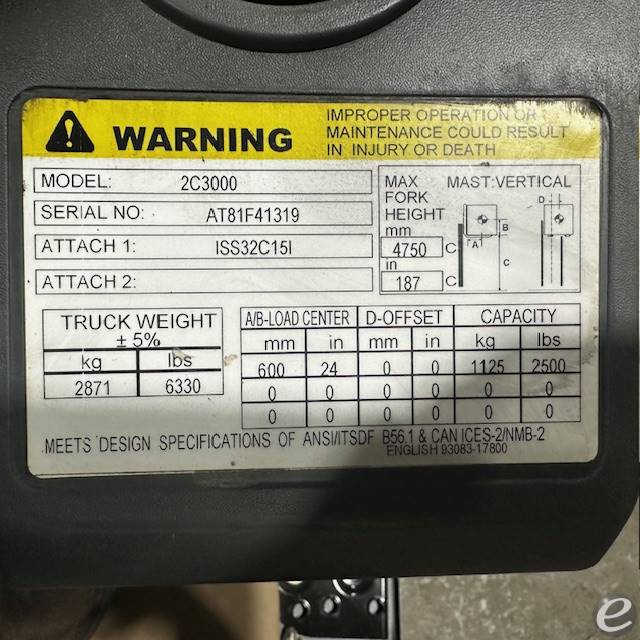 WARNING
IMPROPER OPERATION OR
MAINTENANCE COULD RESULT
IN INJURY OR DEATH
MODEL: 2C3000
SERIAL NO: AT81F41319
ATTACH 1: ISS32C15I
ATTACH 2:
MAX FORK HEIGHT
MAST:VERTICAL
mm
4750 C
in
187 C
A
B
C
D
TRUCK WEIGHT
± 5%
kg lbs
2871 6330
A/B-LOAD CENTER D-OFFSET CAPACITY
mm in mm in kg lbs
600 24 0 0 1125 2500
0 0 0 0 0 0
0 0 0 0 0 0
MEETS DESIGN SPECIFICATIONS OF ANSI/ITSDF B56.1 & CAN ICES-2/NMB-2
ENGLISH 93083-17800
e